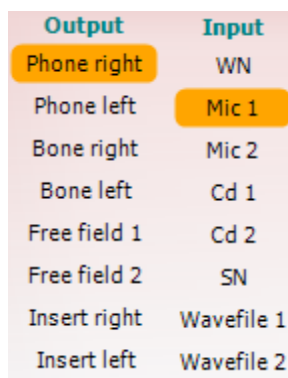 Output Input
Phone right WN
Phone left Mic 1
Bone right Mic 2
Bone left Cd 1
Free field 1 Cd 2
Free field 2 SN
Insert right Wavefile 1
Insert left Wavefile 2